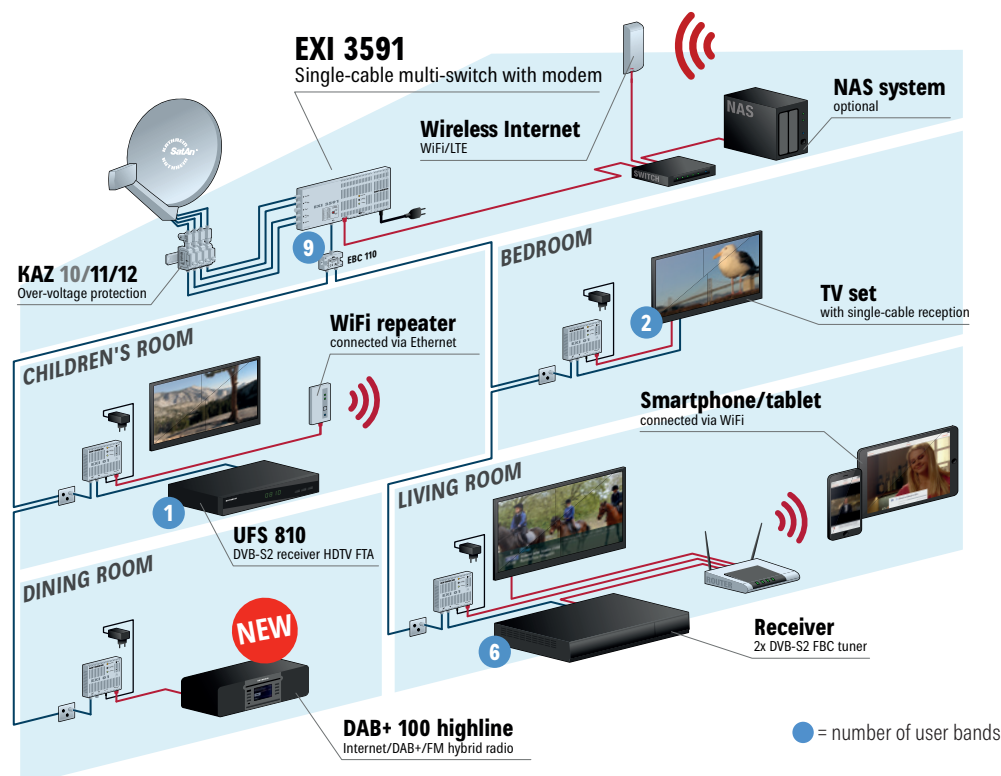 EXI 3591
Single-cable multi-switch with modem
Wireless Internet
WiFi/LTE
NAS
NAS system
optional
SWITCH
KATHREIN
SatAn
KATHREIN
9
EBC 110
KAZ 10/11/12
Over-voltage protection
BEDROOM
2
TV set
with single-cable reception
CHILDREN'S ROOM
WiFi repeater
connected via Ethernet
1
UFS 810
DVB-S2 receiver HDTV FTA
Smartphone/tablet
connected via WiFi
LIVING ROOM
6
Receiver
2x DVB-S2 FBC tuner
DINING ROOM
NEW
DAB+ 100 highline
Internet/DAB+/FM hybrid radio
= number of user bands